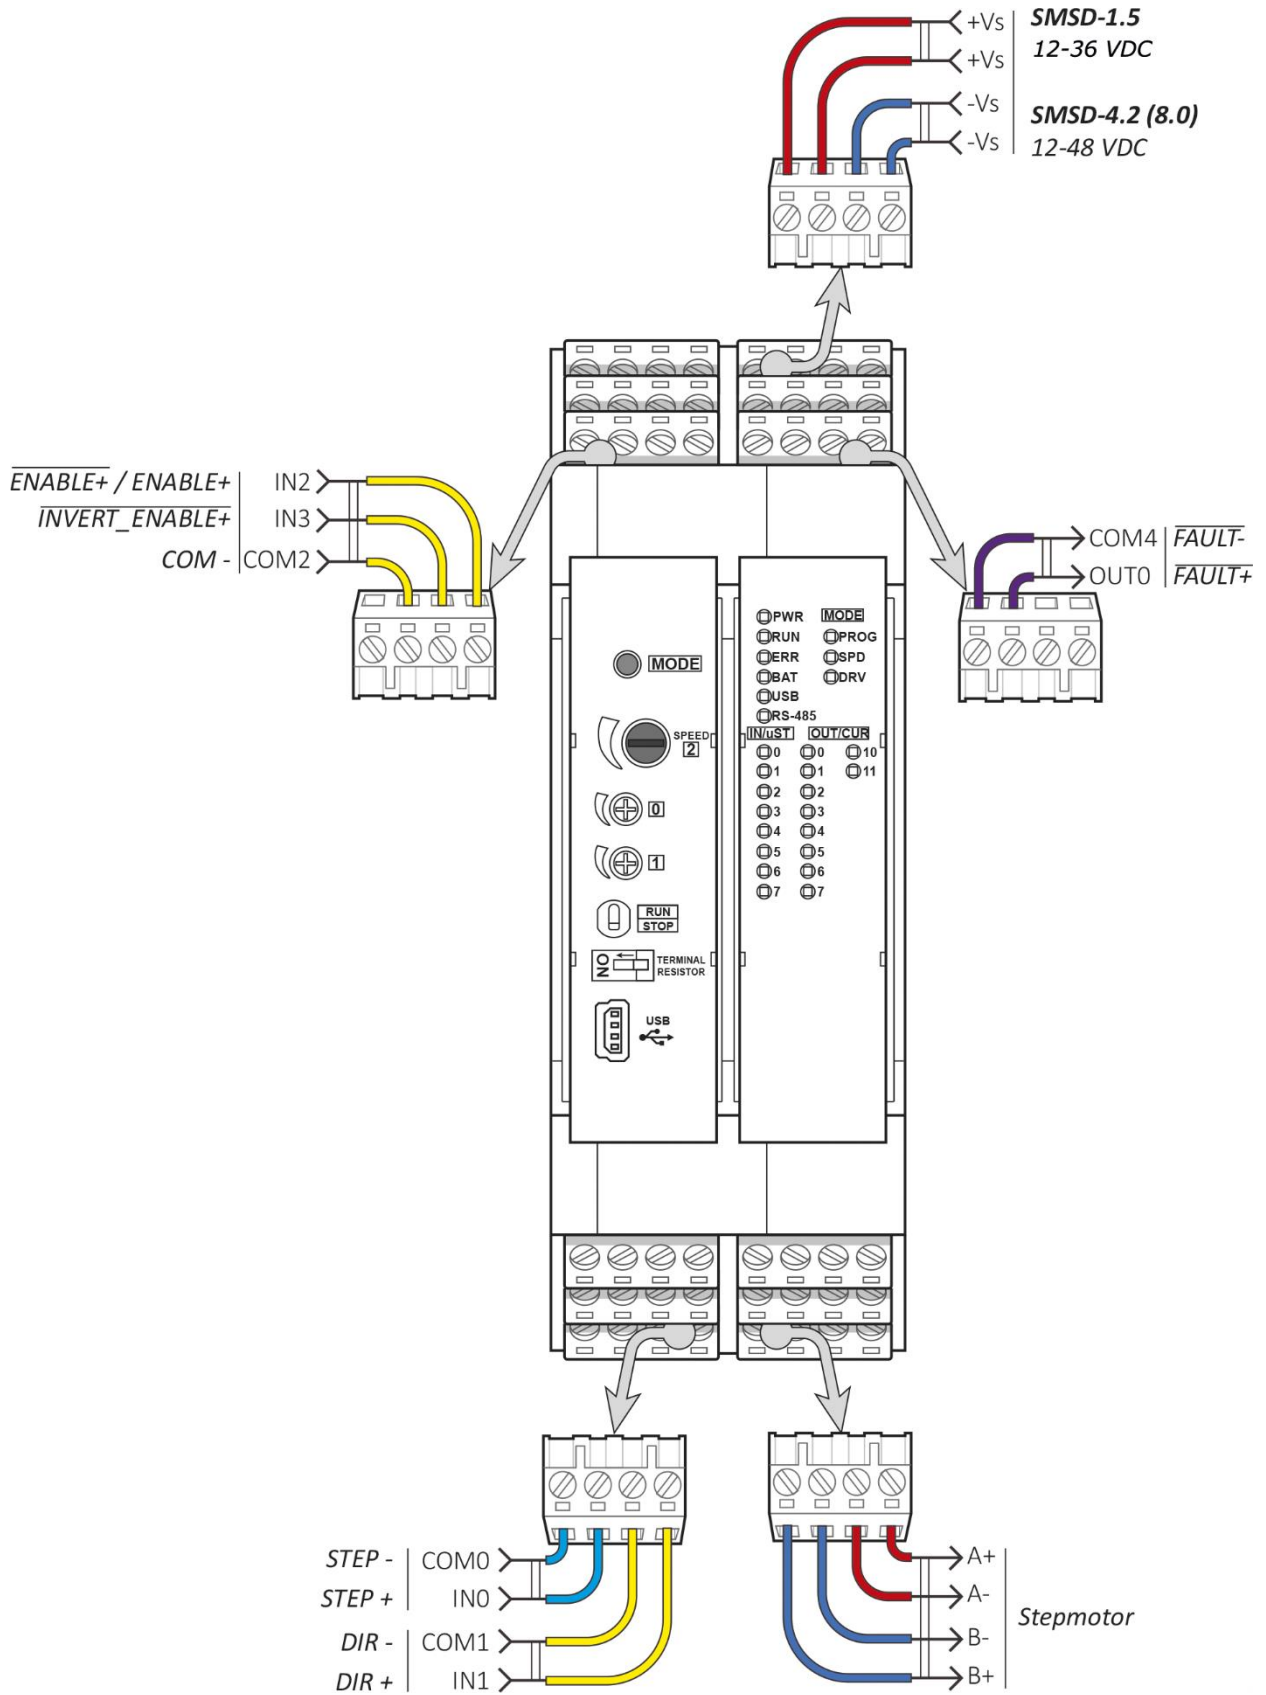 +Vs SMSD-1.5
+Vs 12-36 VDC
-Vs SMSD-4.2 (8.0)
-Vs 12-48 VDC
ENABLE+ / ENABLE+ IN2
INVERT_ENABLE+ IN3
COM - COM2
COM4 FAULT-
OUT0 FAULT+
MODE
SPEED
2
0
1
RUN
STOP
ON
TERMINAL
RESISTOR
USB
PWR MODE
RUN PROG
ERR SPD
BAT DRV
USB
RS-485
IN/uST OUT/CUR
0 0 10
1 1 11
2 2
3 3
4 4
5 5
6 6
7 7
STEP - COM0
STEP + IN0
DIR - COM1
DIR + IN1
A+
A-
Stepmotor
B-
B+